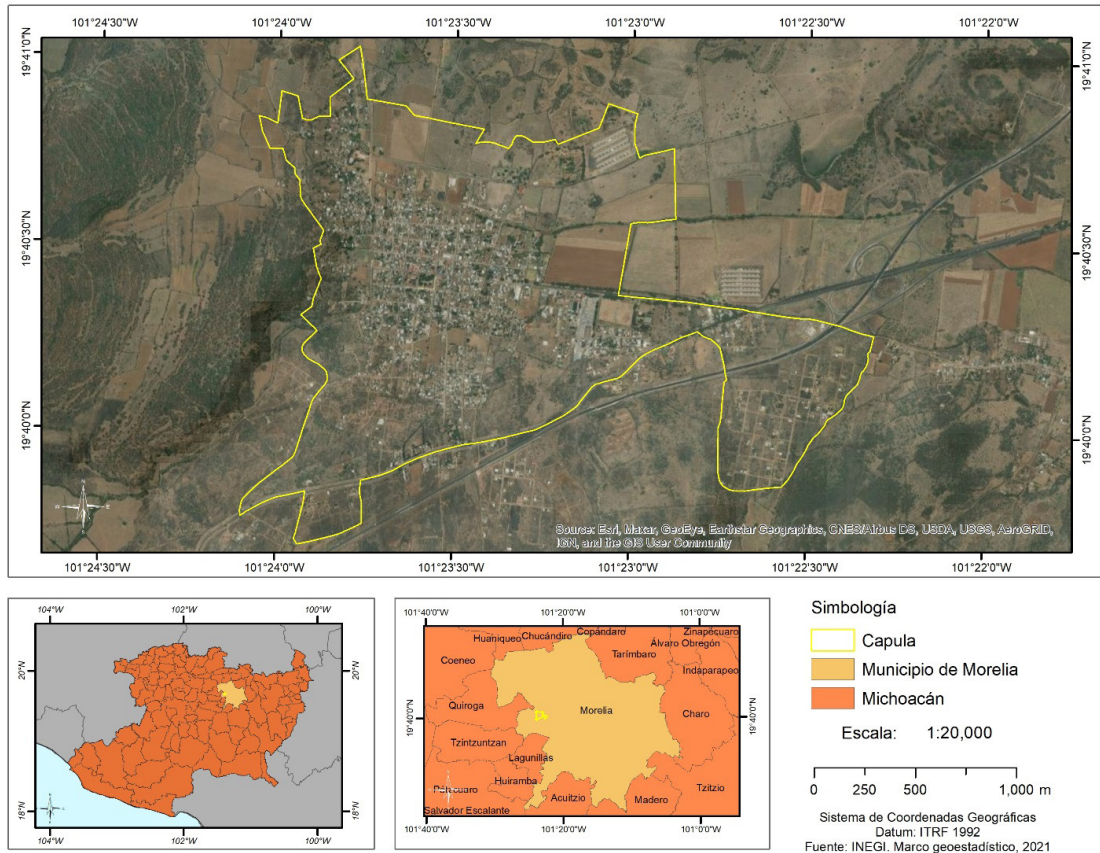 101°24'30"W 101°24'0"W 101°23'30"W 101°23'0"W 101°22'30"W 101°22'0"W
19°41'0"N
19°41'0"N
19°40'30"N
19°40'30"N
19°40'0"N
19°40'0"N
Source: Esri, Maxar, GeoEye, Earthstar Geographics, CNES/Airbus DS, USDA, USGS, AeroGRID,
IGN, and the GIS User Community
101°24'30"W 101°24'0"W 101°23'30"W 101°23'0"W 101°22'30"W 101°22'0"W
104°W 102°W 100°W
20°N
20°N
18°N
18°N
104°W 102°W 100°W
101°40'0"W 101°20'0"W 101°0'0"W
Huaniqueo
Chucándiro
Copándaro
Zinapécuaro
Álvaro Obregón
Coeneo
Tarímbaro
Indaparapeo
Quiroga
Morelia
Charo
19°40'0"N
19°40'0"N
Tzintzuntzan
Lagunillas
Huiramba
Tzitzio
Acuitzio
Madero
Salvador Escalante
101°40'0"W 101°20'0"W 101°0'0"W
Simbología
Capula
Municipio de Morelia
Michoacán
Escala: 1:20,000
0 250 500 1,000 m
Sistema de Coordenadas Geográficas
Datum: ITRF 1992
Fuente: INEGI. Marco geoestadístico, 2021